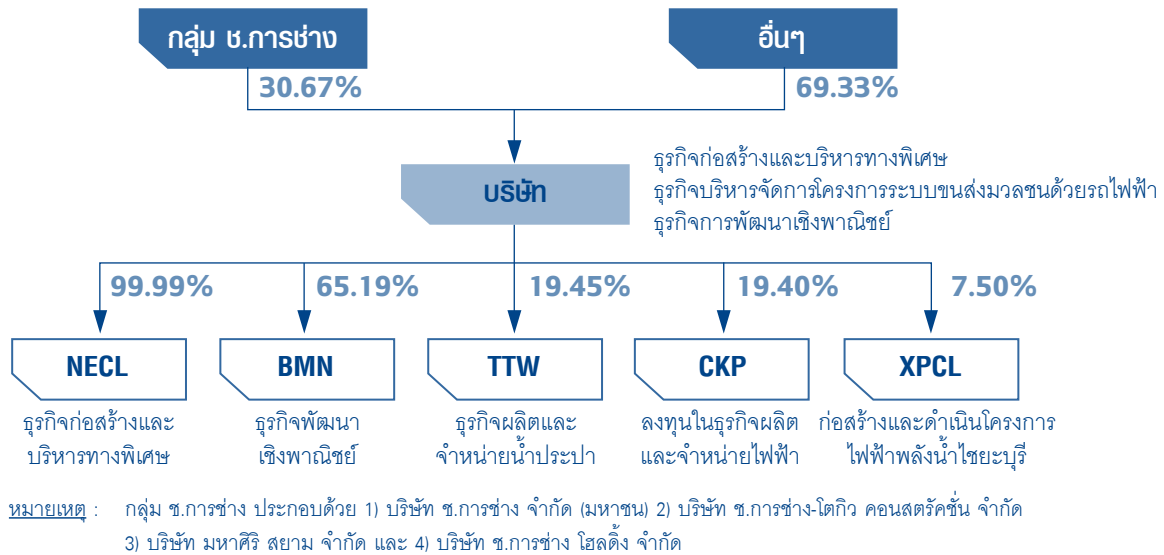 กลุ่ม ช.การช่าง
อื่นๆ
30.67%
69.33%
บริษัท
ธุรกิจก่อสร้างและบริหารทางพิเศษ
ธุรกิจบริหารจัดการโครงการระบบขนส่งมวลชนด้วยรถไฟฟ้า
ธุรกิจการพัฒนาเชิงพาณิชย์
99.99%
65.19%
19.45%
19.40%
7.50%
NECL
BMN
TTW
CKP
XPCL
ธุรกิจก่อสร้างและ
บริหารทางพิเศษ
ธุรกิจพัฒนา
เชิงพาณิชย์
ธุรกิจผลิตและ
จำหน่ายน้ำประปา
ลงทุนในธุรกิจผลิต
และจำหน่ายไฟฟ้า
ก่อสร้างและดำเนินโครงการ
ไฟฟ้าพลังน้ำไชยะบุรี
หมายเหตุ : กลุ่ม ช.การช่าง ประกอบด้วย 1) บริษัท ช.การช่าง จำกัด (มหาชน) 2) บริษัท ช.การช่าง-โตกิว คอนสตรัคชั่น จำกัด
3) บริษัท มหาศิริ สยาม จำกัด และ 4) บริษัท ช.การช่าง โฮลดิ้ง จำกัด